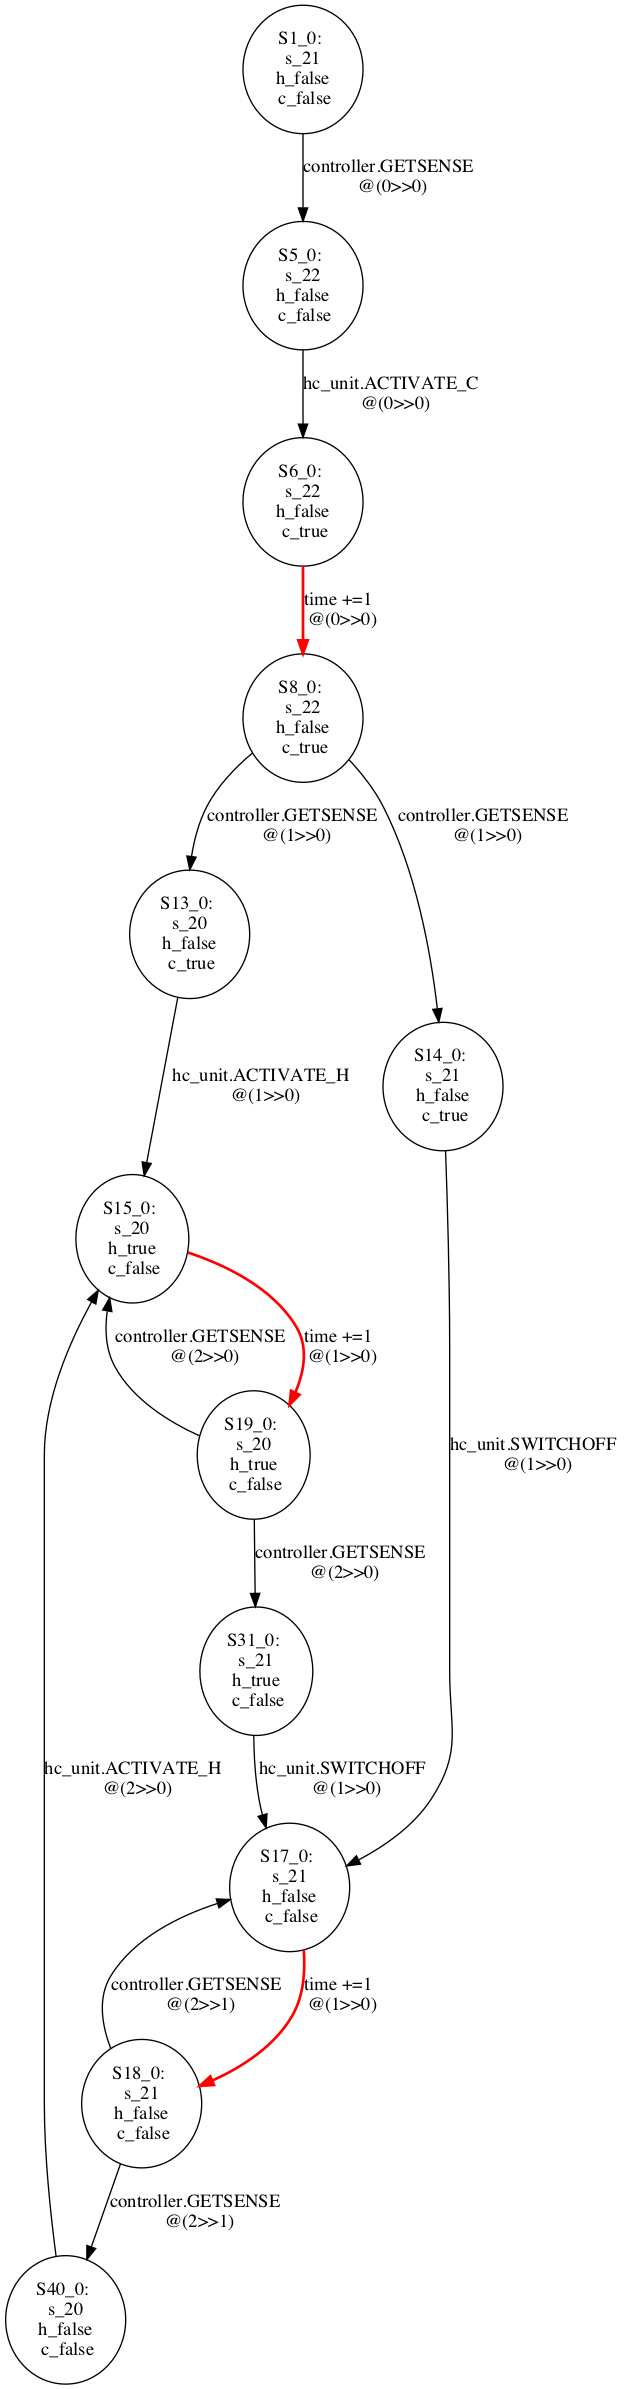 S1_0:
s_21
h_false
c_false
controller.GETSENSE
@(0>>0)
S5_0:
s_22
h_false
c_false
hc_unit.ACTIVATE_C
@(0>>0)
S6_0:
s_22
h_false
c_true
time +=1
@(0>>0)
S8_0:
s_22
h_false
c_true
controller.GETSENSE
@(1>>0)
controller.GETSENSE
@(1>>0)
S13_0:
s_20
h_false
c_true
S14_0:
s_21
h_false
c_true
hc_unit.ACTIVATE_H
@(1>>0)
S15_0:
s_20
h_true
c_false
controller.GETSENSE
@(2>>0)
time +=1
@(1>>0)
S19_0:
s_20
h_true
c_false
hc_unit.SWITCHOFF
@(1>>0)
controller.GETSENSE
@(2>>0)
S31_0:
s_21
h_true
c_false
hc_unit.ACTIVATE_H
@(2>>0)
hc_unit.SWITCHOFF
@(1>>0)
S17_0:
s_21
h_false
c_false
controller.GETSENSE
@(2>>1)
time +=1
@(1>>0)
S18_0:
s_21
h_false
c_false
controller.GETSENSE
@(2>>1)
S40_0:
s_20
h_false
c_false